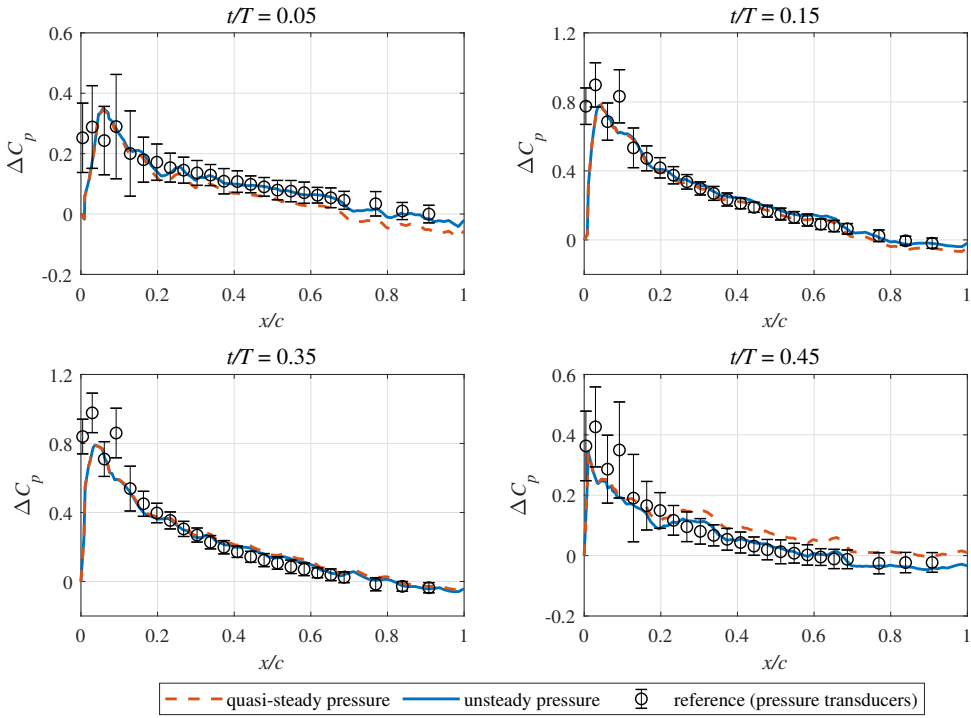 t/T = 0.05
t/T = 0.15
0.6
0.4
0.2
0
-0.2
ΔC_p
0 0.2 0.4 0.6 0.8 1
x/c
1.2
0.8
0.4
0
ΔC_p
0 0.2 0.4 0.6 0.8 1
x/c
t/T = 0.35
t/T = 0.45
1.2
0.8
0.4
0
ΔC_p
0 0.2 0.4 0.6 0.8 1
x/c
0.6
0.4
0.2
0
-0.2
ΔC_p
0 0.2 0.4 0.6 0.8 1
x/c
quasi-steady pressure unsteady pressure reference (pressure transducers)